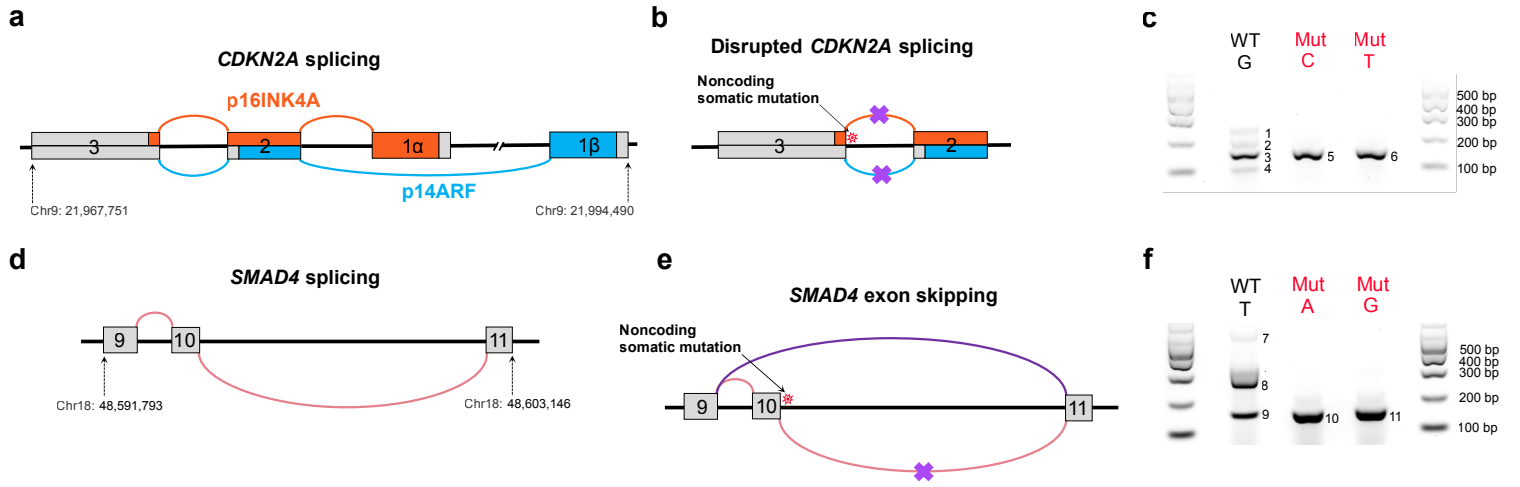 a
CDKN2A splicing
p16INK4A
3
2
1α
1β
p14ARF
Chr9: 21,967,751
Chr9: 21,994,490
b
Disrupted CDKN2A splicing
Noncoding
somatic mutation
3
2
c
WT
G
Mut
C
Mut
T
1
2
3
4
5
6
500 bp
400 bp
300 bp
200 bp
100 bp
d
SMAD4 splicing
9
10
11
Chr18: 48,591,793
Chr18: 48,603,146
e
SMAD4 exon skipping
Noncoding
somatic mutation
9
10
11
f
WT
T
Mut
A
Mut
G
7
8
9
10
11
500 bp
400 bp
300 bp
200 bp
100 bp